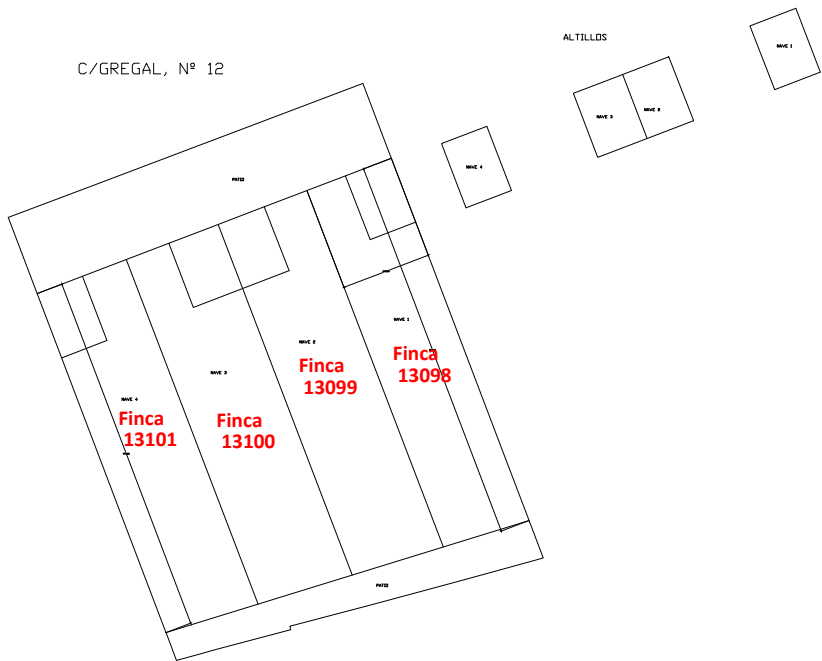 ALTILLOS
NAVE 1
C/GREGAL, Nº 12
NAVE 3
NAVE 2
NAVE 4
PATIO
NAVE 1
NAVE 2
Finca
13098
Finca
13099
NAVE 3
NAVE 4
Finca
13101
Finca
13100
PATIO